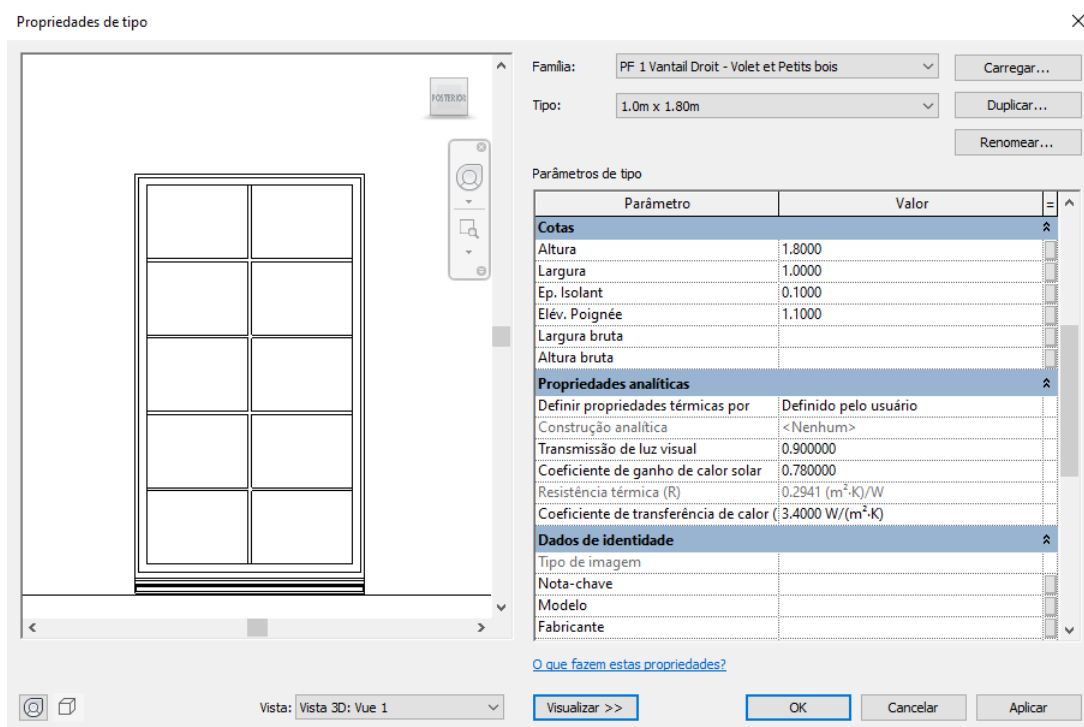 Propriedades de tipo
POSTERIOR
Família: PF 1 Vantail Droit - Volet et Petits bois Carregar...
Tipo: 1.0m x 1.80m Duplicar...
Renomear...
Parâmetros de tipo
Parâmetro Valor =
Cotas
Altura 1.8000
Largura 1.0000
Ep. Isolant 0.1000
Elév. Poignée 1.1000
Largura bruta
Altura bruta
Propriedades analíticas
Definir propriedades térmicas por Definido pelo usuário
Construção analítica <Nenhum>
Transmissão de luz visual 0.900000
Coeficiente de ganho de calor solar 0.780000
Resistência térmica (R) 0.2941 (m²·K)/W
Coeficiente de transferência de calor ( 3.4000 W/(m²·K)
Dados de identidade
Tipo de imagem
Nota-chave
Modelo
Fabricante
O que fazem estas propriedades?
Vista: Vista 3D: Vue 1 Visualizar >> OK Cancelar Aplicar